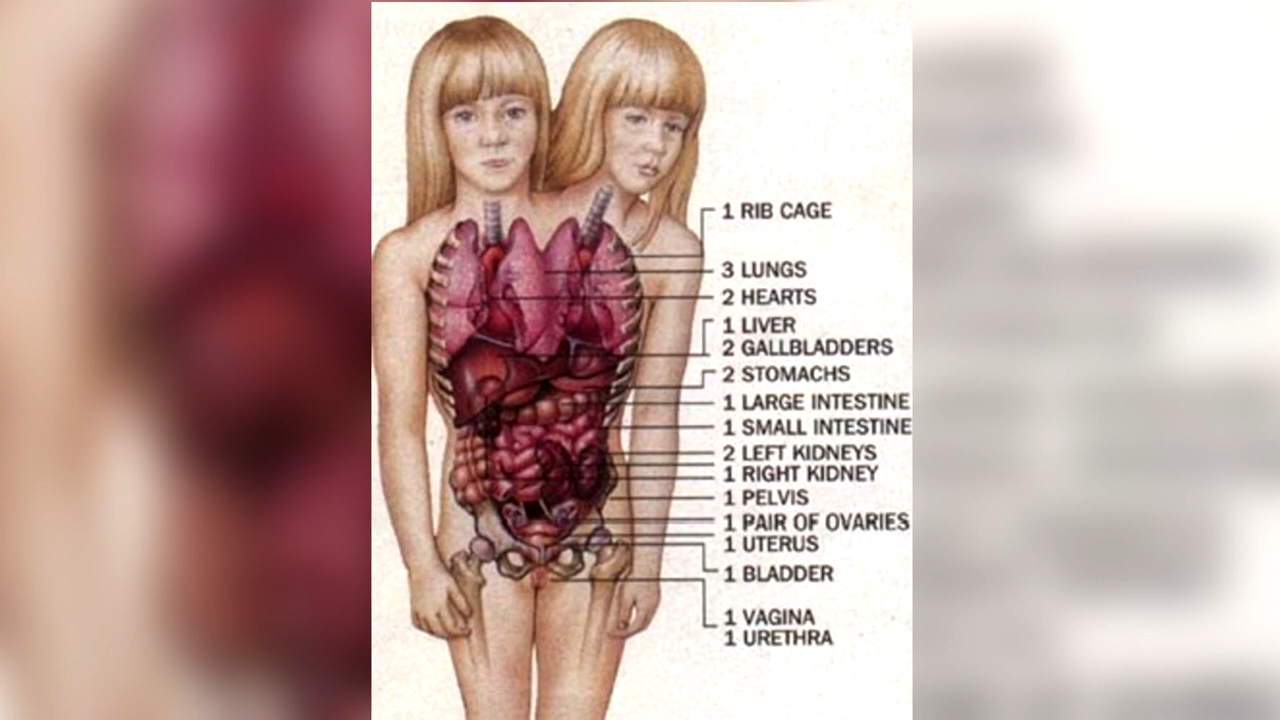 1 RIB CAGE
3 LUNGS
2 HEARTS
1 LIVER
2 GALLBLADDERS
2 STOMACHS
1 LARGE INTESTINE
1 SMALL INTESTINE
2 LEFT KIDNEYS
1 RIGHT KIDNEY
1 PELVIS
1 PAIR OF OVARIES
1 UTERUS
1 BLADDER
1 VAGINA
1 URETHRA